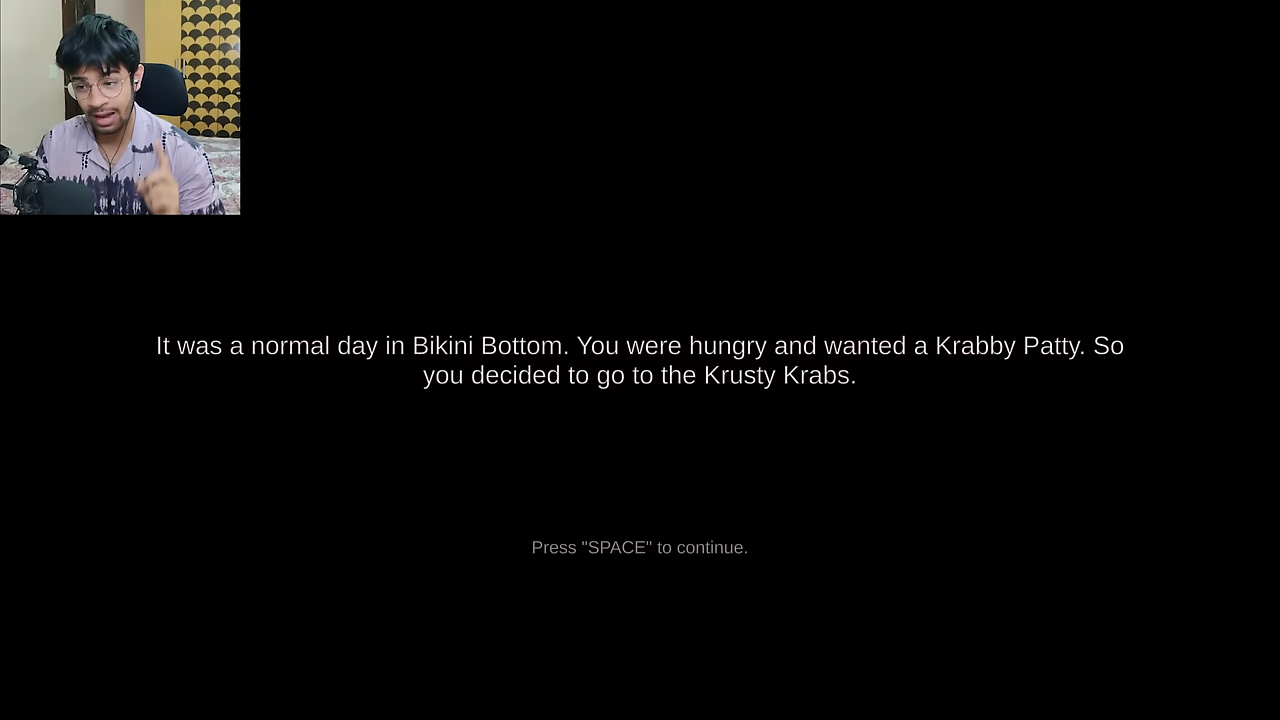 It was a normal day in Bikini Bottom. You were hungry and wanted a Krabby Patty. So
you decided to go to the Krusty Krabs.
Press "SPACE" to continue.